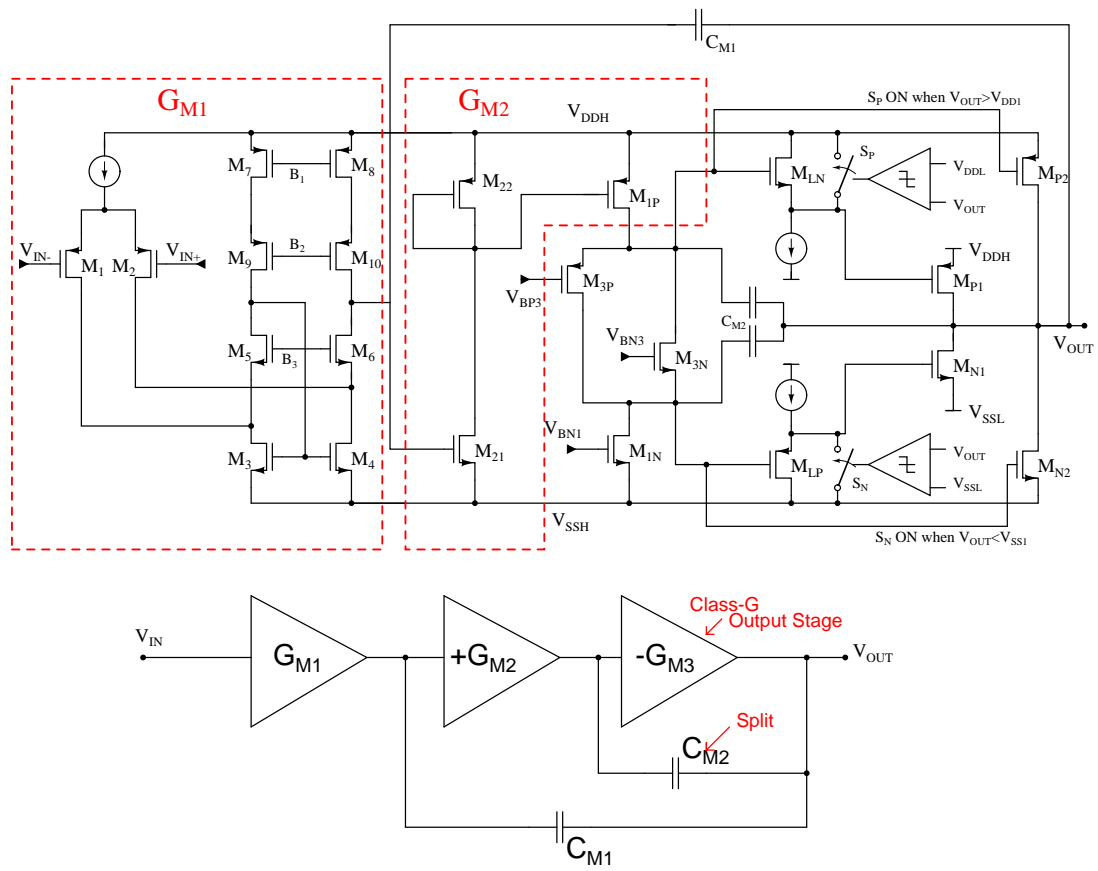 C_M1
G_M1
G_M2
V_DDH
S_P ON when V_OUT>V_DD1
M_7
B_1
M_8
M_22
M_1P
M_LN
S_P
V_DDL
V_OUT
M_P2
V_IN-
M_1
M_2
V_IN+
M_9
B_2
M_10
V_BP3
M_3P
C_M2
V_DDH
M_P1
V_OUT
M_5
B_3
M_6
V_BN3
M_3N
M_N1
V_SSL
M_3
M_4
M_21
V_BN1
M_1N
M_LP
S_N
V_OUT
V_SSL
M_N2
V_SSH
S_N ON when V_OUT<V_SS1
V_IN
G_M1
+G_M2
-G_M3
Class-G
Output Stage
V_OUT
Split
C_M2
C_M1